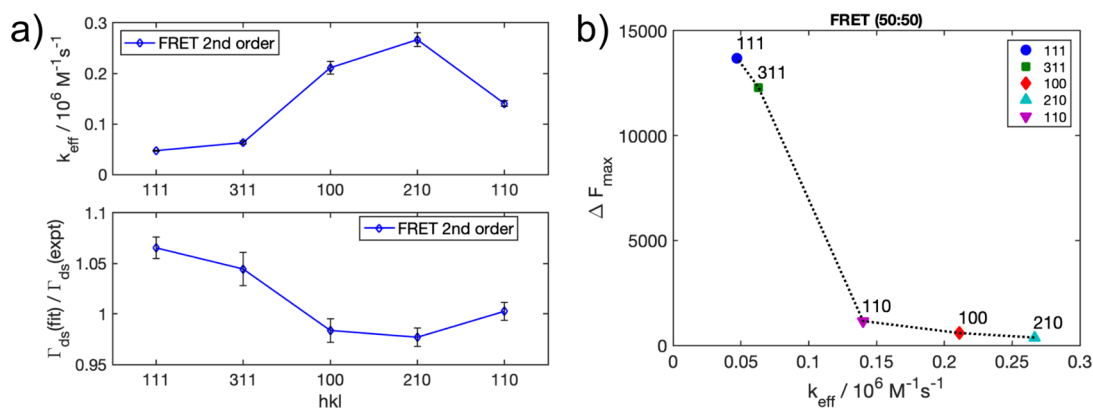 a)
0.3
0.2
0.1
0
k_eff / 10^6 M^-1s^-1
FRET 2nd order
111 311 100 210 110
1.1
1.05
1
0.95
Γ_ds(fit) / Γ_ds(expt)
FRET 2nd order
111 311 100 210 110
hkl
b)
FRET (50:50)
15000
10000
5000
0
Δ F_max
111
311
110
100
210
111
311
100
210
110
0 0.05 0.1 0.15 0.2 0.25 0.3
k_eff / 10^6 M^-1s^-1